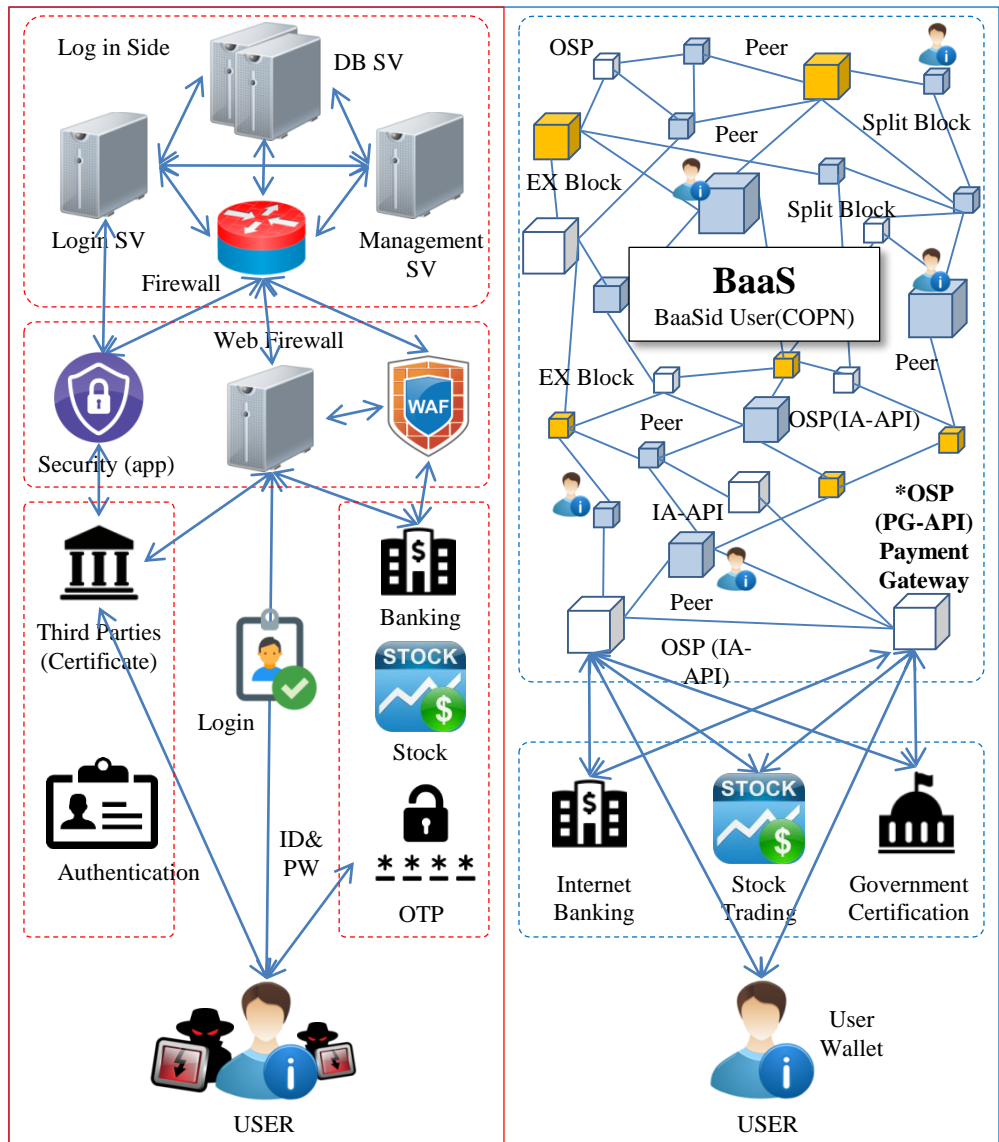 Log in Side
DB SV
Login SV
Management
SV
Firewall
Web Firewall
WAF
Security (app)
Third Parties
(Certificate)
Banking
STOCK
$
Stock
Login
Authentication
ID&
PW
* * * *
OTP
USER
OSP
Peer
Split Block
Peer
EX Block
Split Block
BaaS
BaaSid User(COPN)
Peer
EX Block
OSP(IA-API)
Peer
IA-API
*OSP
(PG-API)
Payment
Gateway
Peer
OSP (IA-
API)
STOCK
$
Internet
Banking
Stock
Trading
Government
Certification
User
Wallet
USER